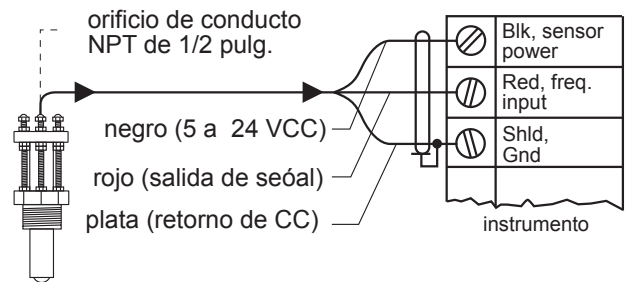 orificio de conducto
NPT de 1/2 pulg.
negro (5 a 24 VCC)
rojo (salida de seóal)
plata (retorno de CC)
Blk, sensor
power
Red, freq.
input
Shld,
Gnd
instrumento